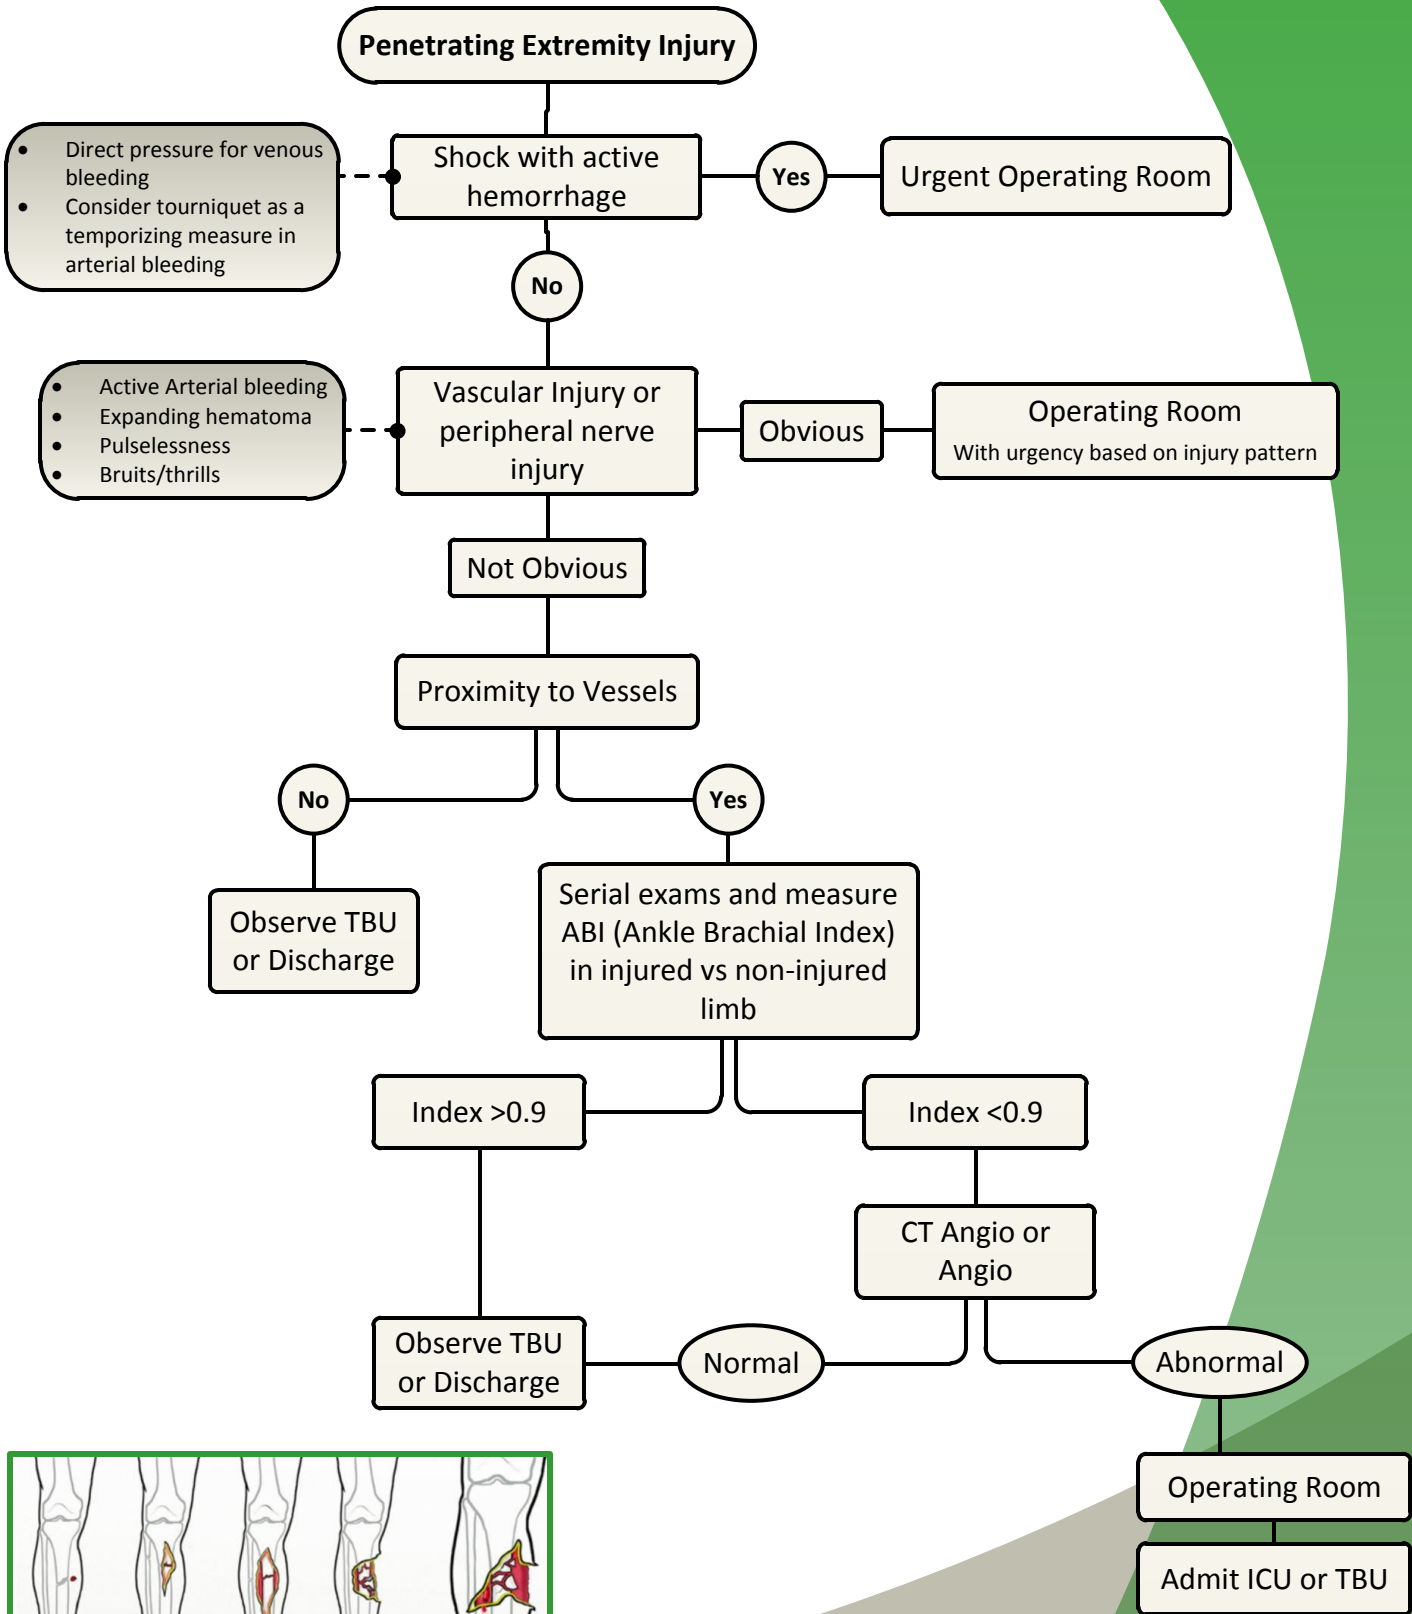 Penetrating Extremity Injury
• Direct pressure for venous
bleeding
• Consider tourniquet as a
temporizing measure in
arterial bleeding
Shock with active
hemorrhage
Yes
Urgent Operating Room
No
• Active Arterial bleeding
• Expanding hematoma
• Pulselessness
• Bruits/thrills
Vascular Injury or
peripheral nerve
injury
Obvious
Operating Room
With urgency based on injury pattern
Not Obvious
Proximity to Vessels
No
Yes
Observe TBU
or Discharge
Serial exams and measure
ABI (Ankle Brachial Index)
in injured vs non-injured
limb
Index >0.9
Index <0.9
CT Angio or
Angio
Observe TBU
or Discharge
Normal
Abnormal
Operating Room
Admit ICU or TBU